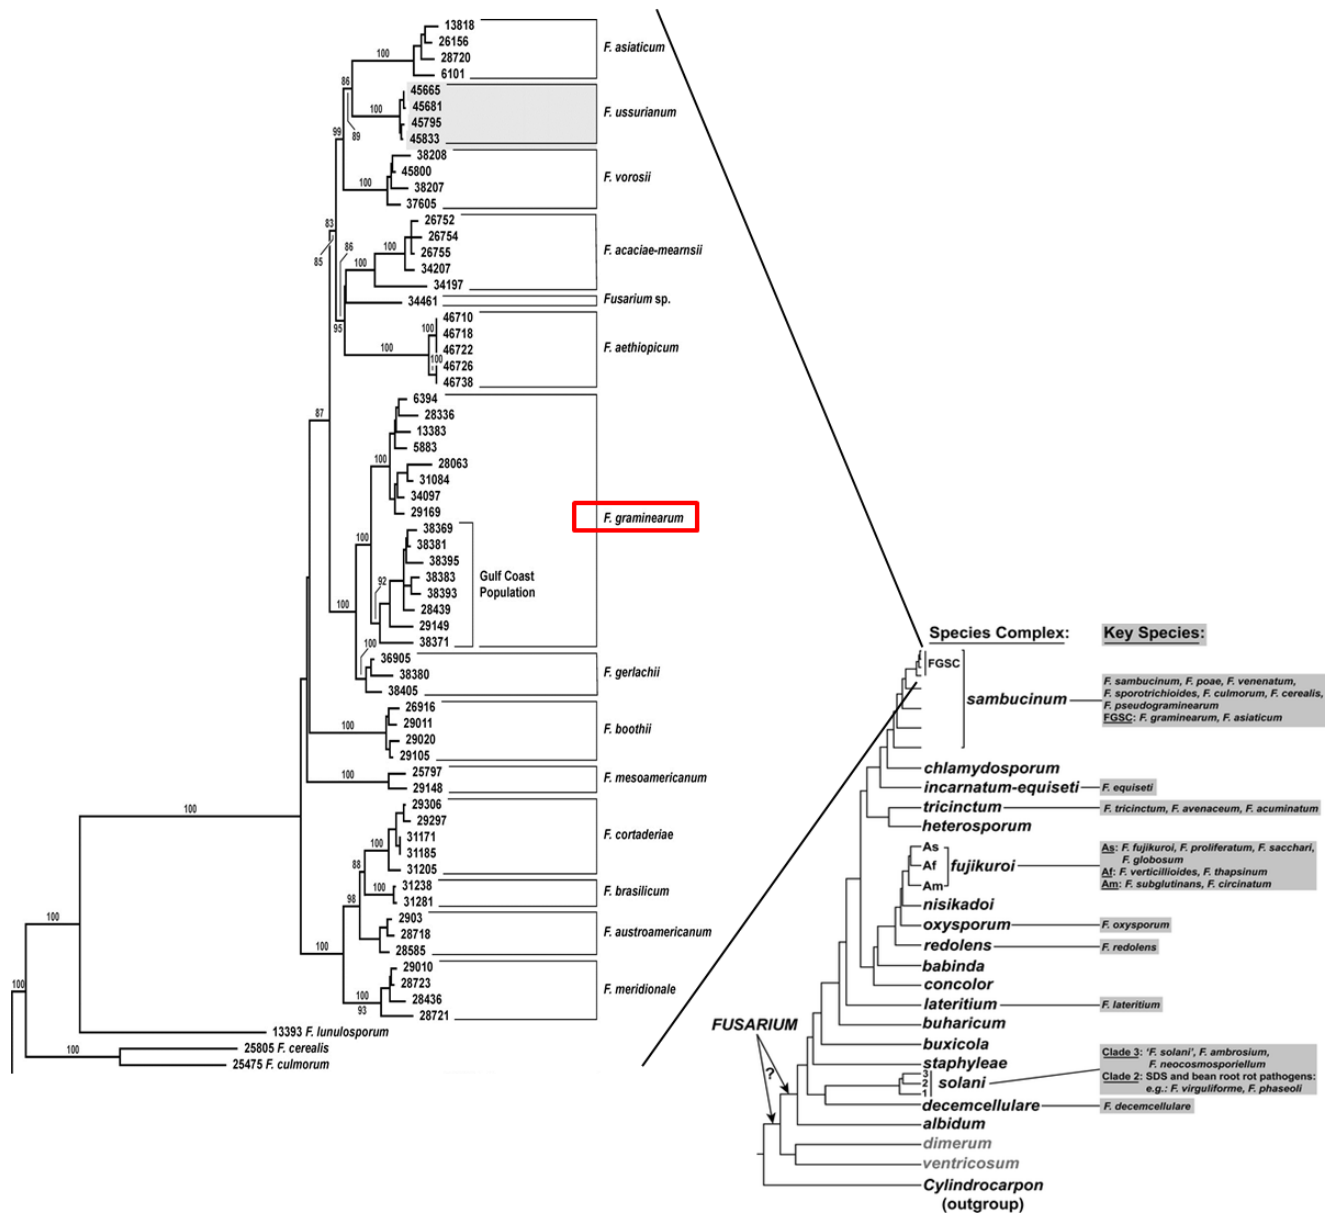 13818
26156
28720
6101
100
F. asiaticum
86
45665
45681
45795
45833
100
89
F. ussurianum
99
38208
45800
38207
37605
100
F. vorosii
83
85
86
26752
26754
26755
34207
34197
100
100
F. acaciae-mearnsii
34461
Fusarium sp.
95
46710
46718
46722
46726
46738
100
100
100
F. aethiopicum
87
6394
28336
13383
5883
28063
31084
34097
29169
100
F. graminearum
38369
38381
38395
38383
38393
28439
29149
38371
100
92
Gulf Coast
Population
100
100
36905
38380
38405
F. gerlachii
26916
29011
29020
29105
100
F. boothii
25797
29148
100
F. mesoamericanum
100
29306
29297
31171
31185
31205
100
88
F. cortaderiae
31238
31281
100
98
F. brasilicum
2903
28718
28585
F. austroamericanum
100
29010
28723
28436
28721
100
93
F. meridionale
100
13393 F. lunulosporum
100
100
25805 F. cerealis
25475 F. culmorum
Species Complex:
Key Species:
FGSC
sambucinum
F. sambucinum, F. poae, F. venenatum,
F. sporotrichioides, F. culmorum, F. cerealis,
F. pseudograminearum
FGSC: F. graminearum, F. asiaticum
chlamydosporum
incarnatum-equiseti
F. equiseti
tricinctum
F. tricinctum, F. avenaceum, F. acuminatum
heterosporum
As
Af
Am
fujikuroi
As: F. fujikuroi, F. proliferatum, F. sacchari,
F. globosum
Af: F. verticillioides, F. thapsinum
Am: F. subglutinans, F. circinatum
nisikadoi
oxysporum
F. oxysporum
redolens
F. redolens
babinda
concolor
lateritium
F. lateritium
FUSARIUM
buharicum
buxicola
staphyleae
?
3
2
1
solani
Clade 3: 'F. solani', F. ambrosium,
F. neocosmosporiellum
Clade 2: SDS and bean root rot pathogens:
e.g.: F. virguliforme, F. phaseoli
decemcellulare
F. decemcellulare
albidum
dimerum
ventricosum
Cylindrocarpon
(outgroup)